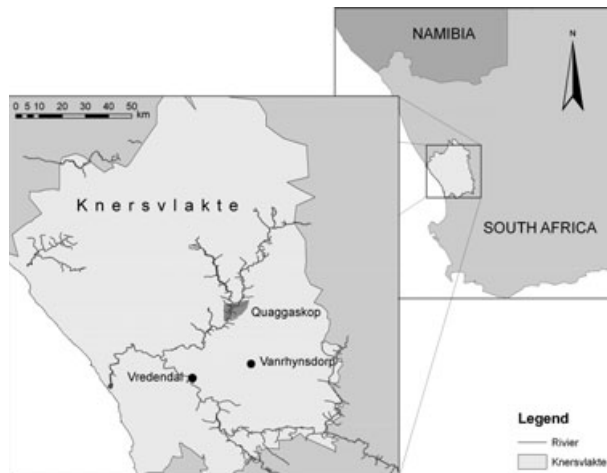 NAMIBIA
N
SOUTH AFRICA
0 5 10 20 30 40 50
km
Knersvlakte
Quaggaskop
Vanrhynsdorp
Vredendal
Legend
Rivier
Knersvlakte